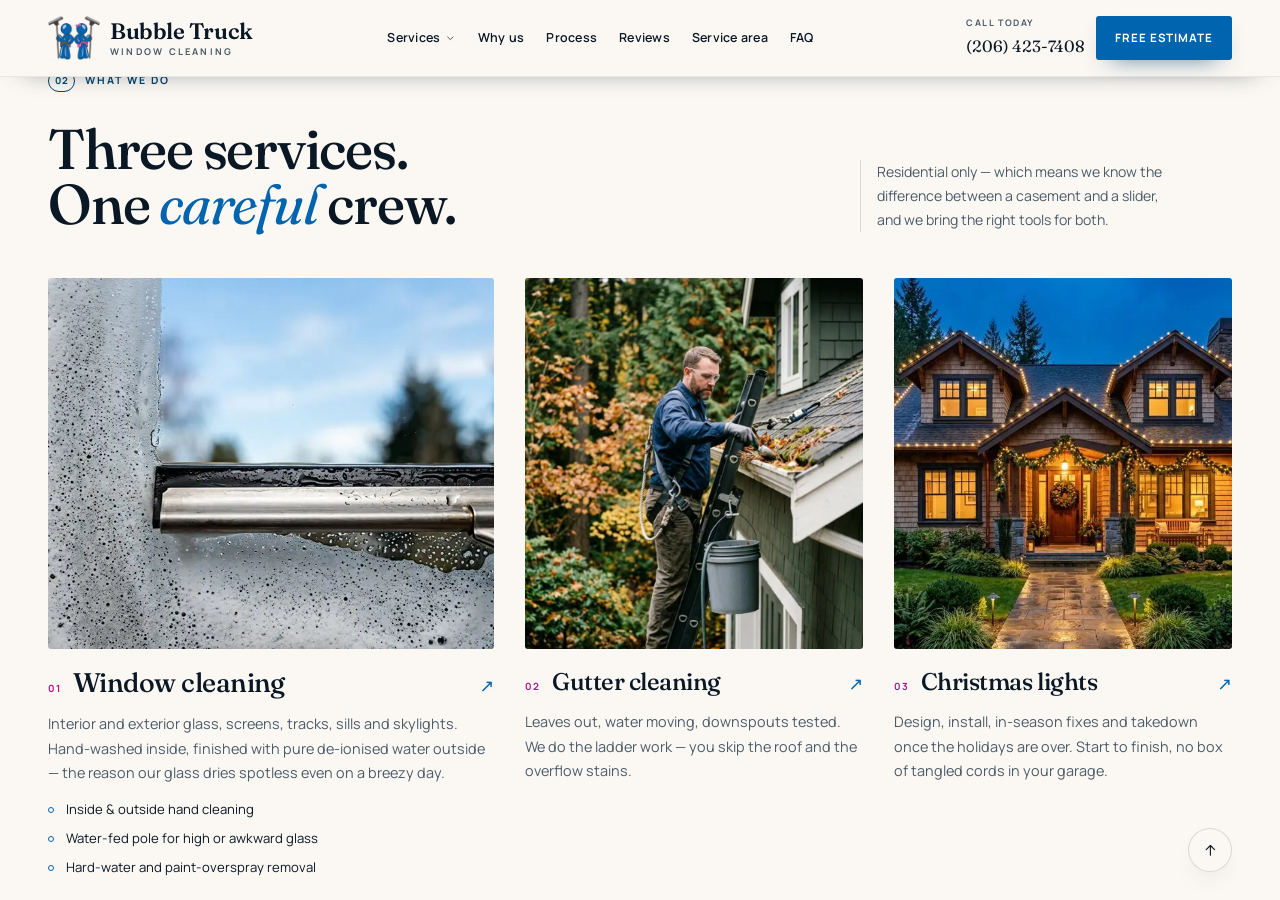 Bubble Truck
WINDOW CLEANING
Services
Why us
Process
Reviews
Service area
FAQ
CALL TODAY
(206) 423-7408
FREE ESTIMATE
02 WHAT WE DO
Three services.
One careful crew.
Residential only — which means we know the
difference between a casement and a slider,
and we bring the right tools for both.
01 Window cleaning ↗
Interior and exterior glass, screens, tracks, sills and skylights.
Hand-washed inside, finished with pure de-ionised water outside
— the reason our glass dries spotless even on a breezy day.
Inside & outside hand cleaning
Water-fed pole for high or awkward glass
Hard-water and paint-overspray removal
02 Gutter cleaning ↗
Leaves out, water moving, downspouts tested.
We do the ladder work — you skip the roof and the
overflow stains.
03 Christmas lights ↗
Design, install, in-season fixes and takedown
once the holidays are over. Start to finish, no box
of tangled cords in your garage.
↑